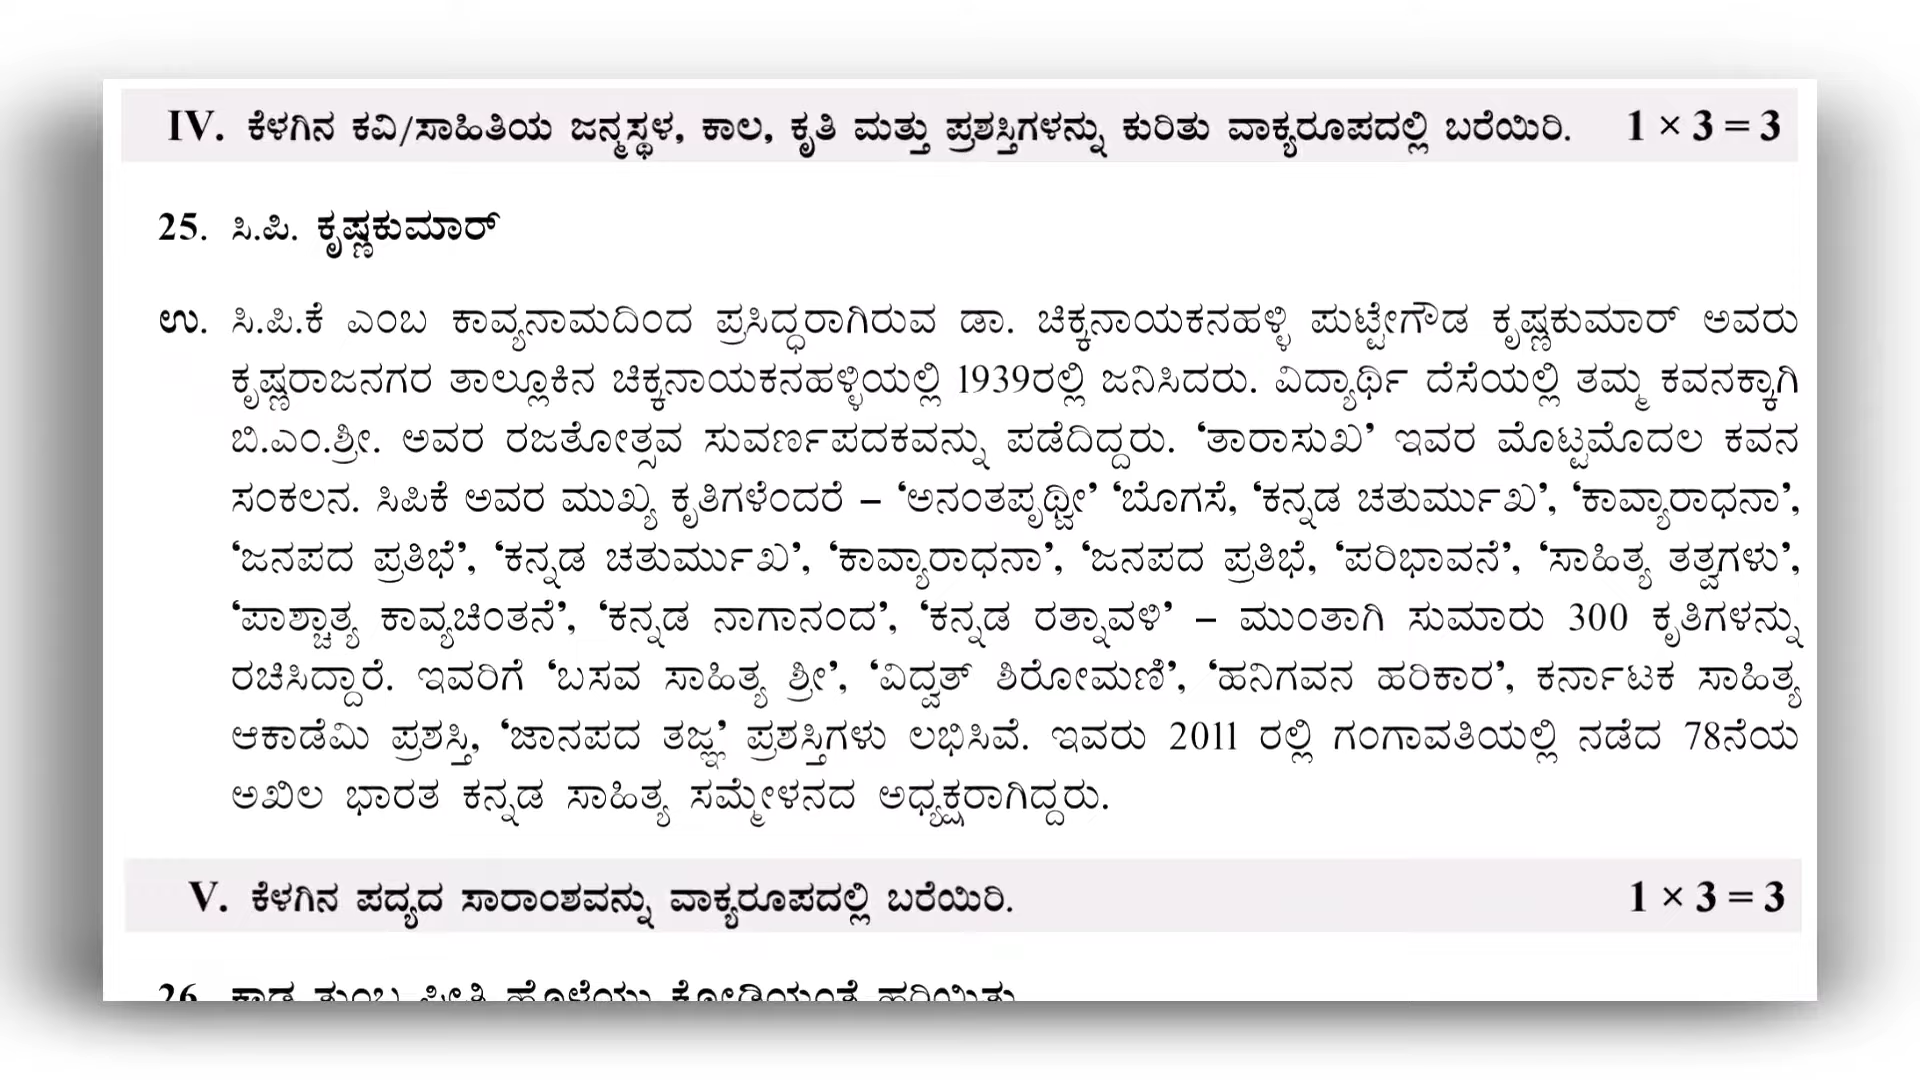 IV. ಕೆಳಗಿನ ಕವಿ/ಸಾಹಿತಿಯ ಜನ್ಮಸ್ಥಳ, ಕಾಲ, ಕೃತಿ ಮತ್ತು ಪ್ರಶಸ್ತಿಗಳನ್ನು ಕುರಿತು ವಾಕ್ಯರೂಪದಲ್ಲಿ ಬರೆಯಿರಿ. 1 × 3 = 3
25. ಸಿ.ಪಿ. ಕೃಷ್ಣಕುಮಾರ್
ಉ. ಸಿ.ಪಿ.ಕೆ ಎಂಬ ಕಾವ್ಯನಾಮದಿಂದ ಪ್ರಸಿದ್ಧರಾಗಿರುವ ಡಾ. ಚಿಕ್ಕನಾಯಕನಹಳ್ಳಿ ಪುಟ್ಟೇಗೌಡ ಕೃಷ್ಣಕುಮಾರ್ ಅವರು
ಕೃಷ್ಣರಾಜನಗರ ತಾಲ್ಲೂಕಿನ ಚಿಕ್ಕನಾಯಕನಹಳ್ಳಿಯಲ್ಲಿ 1939ರಲ್ಲಿ ಜನಿಸಿದರು. ವಿದ್ಯಾರ್ಥಿ ದೆಸೆಯಲ್ಲಿ ತಮ್ಮ ಕವನಕ್ಕಾಗಿ
ಬಿ.ಎಂ.ಶ್ರೀ. ಅವರ ರಜತೋತ್ಸವ ಸುವರ್ಣಪದಕವನ್ನು ಪಡೆದಿದ್ದರು. ‘ತಾರಾಸುಖ’ ಇವರ ಮೊಟ್ಟಮೊದಲ ಕವನ
ಸಂಕಲನ. ಸಿಪಿಕೆ ಅವರ ಮುಖ್ಯ ಕೃತಿಗಳೆಂದರೆ – ‘ಅನಂತಪೃಥ್ವೀ’ ‘ಬೊಗಸೆ, ‘ಕನ್ನಡ ಚತುರ್ಮುಖ’, ‘ಕಾವ್ಯಾರಾಧನಾ’,
‘ಜನಪದ ಪ್ರತಿಭೆ’, ‘ಕನ್ನಡ ಚತುರ್ಮುಖ’, ‘ಕಾವ್ಯಾರಾಧನಾ’, ‘ಜನಪದ ಪ್ರತಿಭೆ, ‘ಪರಿಭಾವನೆ’, ‘ಸಾಹಿತ್ಯ ತತ್ವಗಳು’,
‘ಪಾಶ್ಚಾತ್ಯ ಕಾವ್ಯಚಿಂತನೆ’, ‘ಕನ್ನಡ ನಾಗಾನಂದ’, ‘ಕನ್ನಡ ರತ್ನಾವಳಿ’ – ಮುಂತಾಗಿ ಸುಮಾರು 300 ಕೃತಿಗಳನ್ನು
ರಚಿಸಿದ್ದಾರೆ. ಇವರಿಗೆ ‘ಬಸವ ಸಾಹಿತ್ಯ ಶ್ರೀ’, ‘ವಿದ್ವತ್ ಶಿರೋಮಣಿ’, ‘ಹನಿಗವನ ಹರಿಕಾರ’, ಕರ್ನಾಟಕ ಸಾಹಿತ್ಯ
ಆಕಾಡೆಮಿ ಪ್ರಶಸ್ತಿ, ‘ಜಾನಪದ ತಜ್ಞ’ ಪ್ರಶಸ್ತಿಗಳು ಲಭಿಸಿವೆ. ಇವರು 2011 ರಲ್ಲಿ ಗಂಗಾವತಿಯಲ್ಲಿ ನಡೆದ 78ನೆಯ
ಅಖಿಲ ಭಾರತ ಕನ್ನಡ ಸಾಹಿತ್ಯ ಸಮ್ಮೇಳನದ ಅಧ್ಯಕ್ಷರಾಗಿದ್ದರು.
V. ಕೆಳಗಿನ ಪದ್ಯದ ಸಾರಾಂಶವನ್ನು ವಾಕ್ಯರೂಪದಲ್ಲಿ ಬರೆಯಿರಿ. 1 × 3 = 3
26.